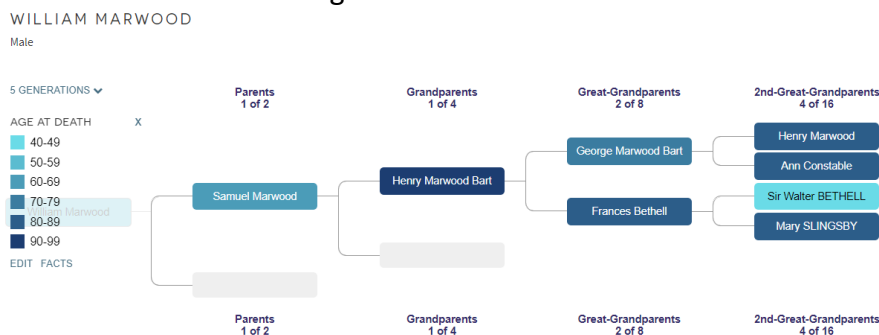 WILLIAM MARWOOD
Male
5 GENERATIONS
Parents
1 of 2
Grandparents
1 of 4
Great-Grandparents
2 of 8
2nd-Great-Grandparents
4 of 16
AGE AT DEATH X
40-49
50-59
60-69
70-79
80-89
90-99
EDIT FACTS
William Marwood
Samuel Marwood
Henry Marwood Bart
George Marwood Bart
Frances Bethell
Henry Marwood
Ann Constable
Sir Walter BETHELL
Mary SLINGSBY
Parents
1 of 2
Grandparents
1 of 4
Great-Grandparents
2 of 8
2nd-Great-Grandparents
4 of 16